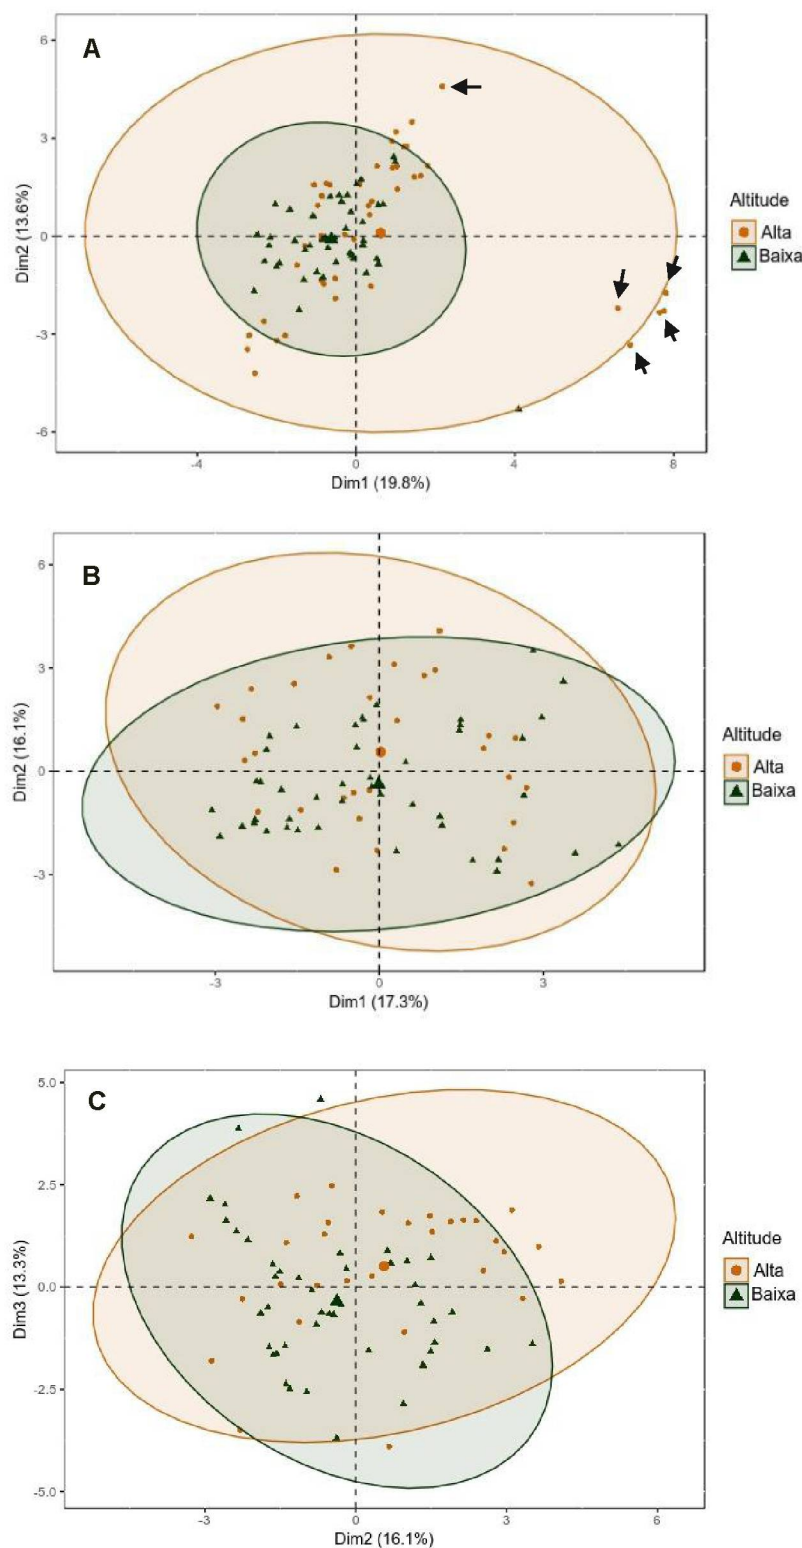 A
6
3
0
-3
-6
Dim2 (13.6%)
-4
0
4
8
Dim1 (19.8%)
Altitude
Alta
Baixa
B
6
3
0
-3
Dim2 (16.1%)
-3
0
3
Dim1 (17.3%)
Altitude
Alta
Baixa
C
5.0
2.5
0.0
-2.5
-5.0
Dim3 (13.3%)
-3
0
3
6
Dim2 (16.1%)
Altitude
Alta
Baixa